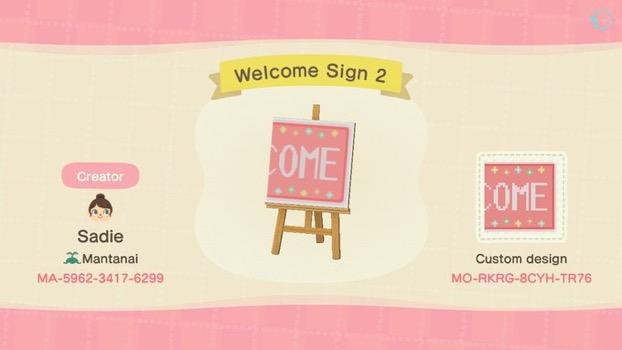 Welcome Sign 2
COME
Creator
Sadie
Mantanai
MA-5962-3417-6299
COME
Custom design
MO-RKRG-8CYH-TR76